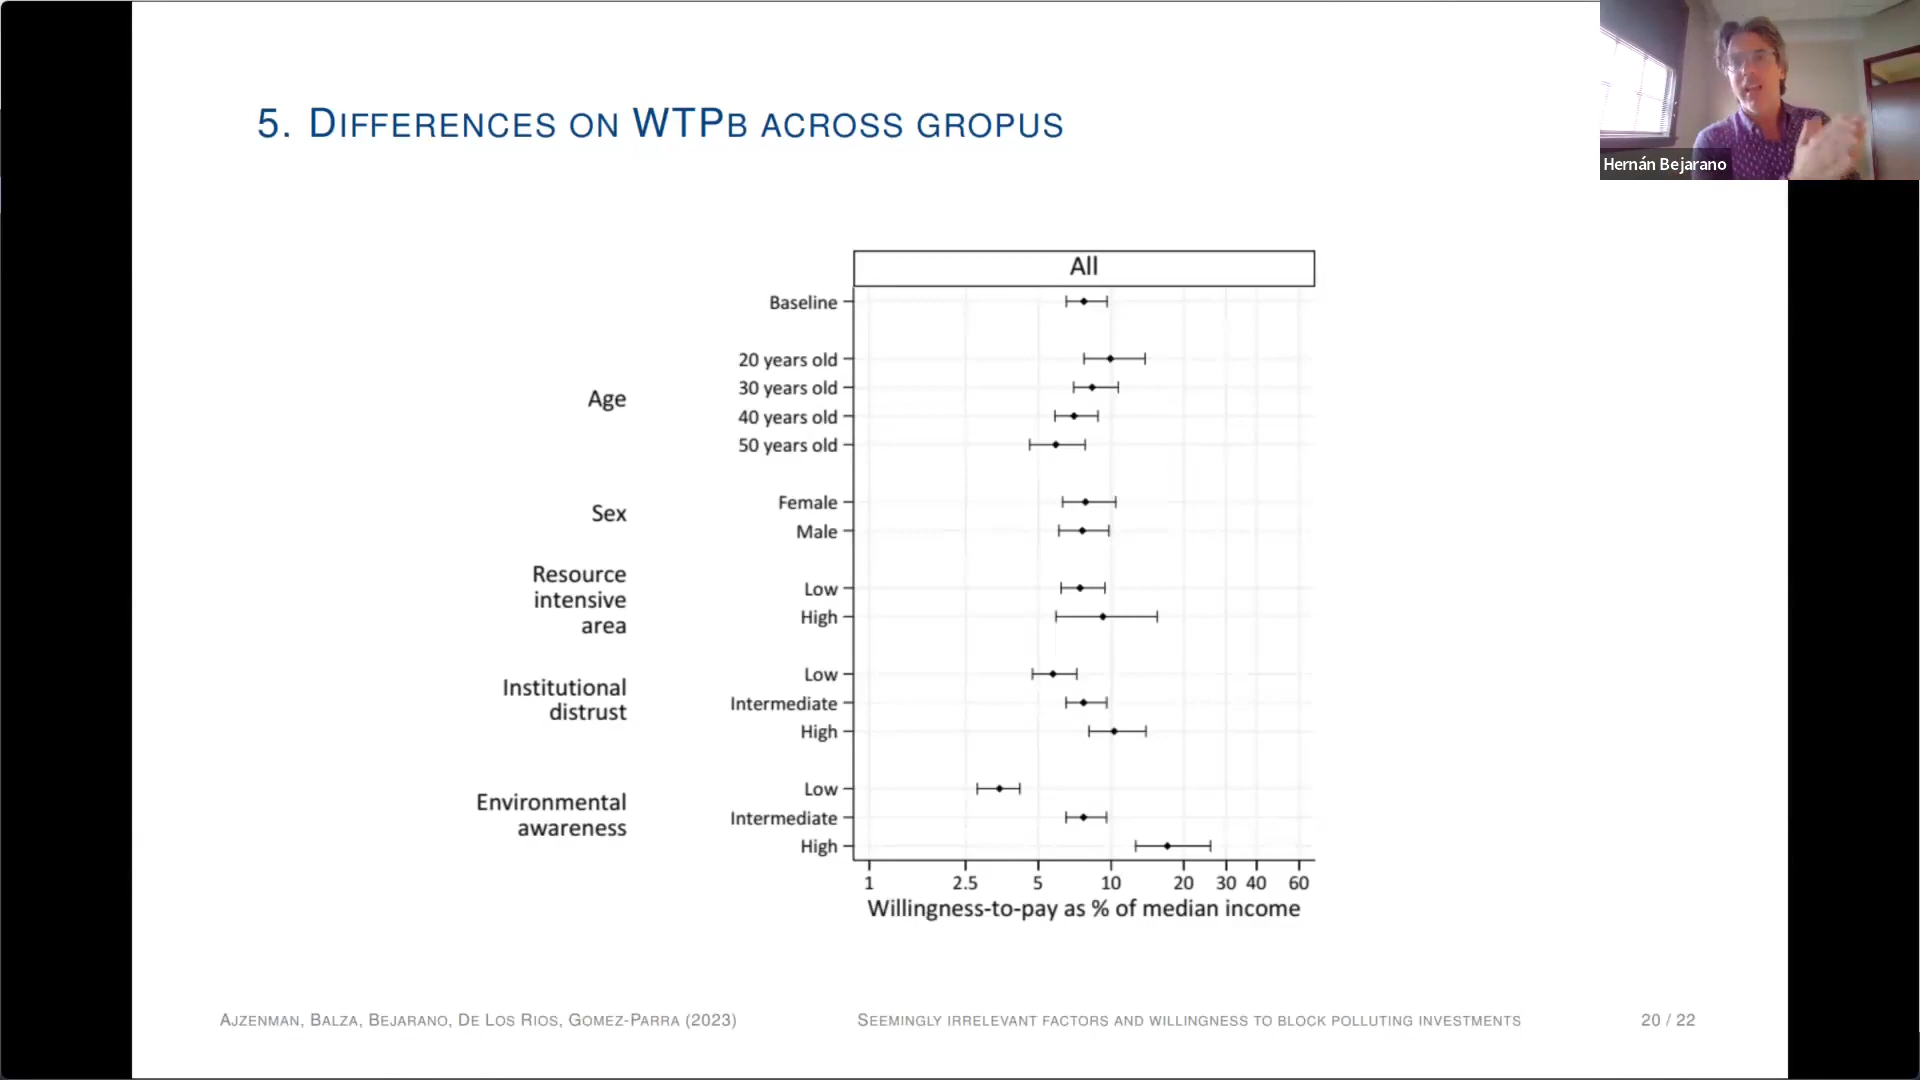 5. DIFFERENCES ON WTPB ACROSS GROPUS
Hernán Bejarano
All
Baseline
Age
20 years old
30 years old
40 years old
50 years old
Sex
Female
Male
Resource
intensive
area
Low
High
Institutional
distrust
Low
Intermediate
High
Environmental
awareness
Low
Intermediate
High
1 2.5 5 10 20 30 40 60
Willingness-to-pay as % of median income
AJZENMAN, BALZA, BEJARANO, DE LOS RIOS, GOMEZ-PARRA (2023)
SEEMINGLY IRRELEVANT FACTORS AND WILLINGNESS TO BLOCK POLLUTING INVESTMENTS
20 / 22